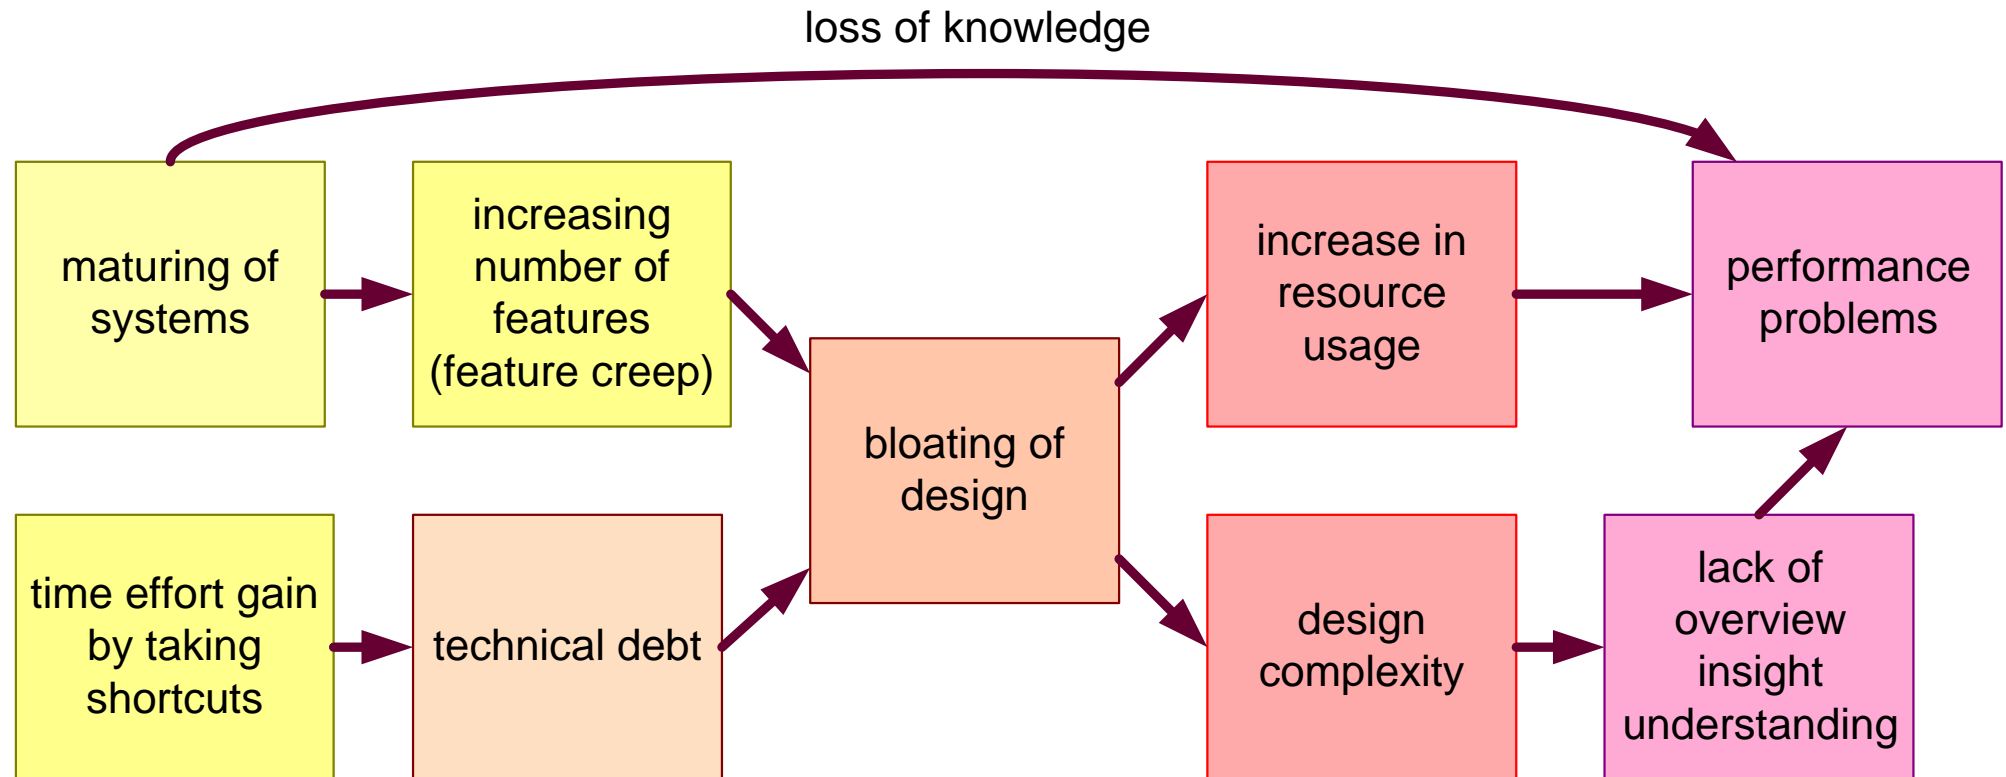 loss of knowledge
maturing of
systems
increasing
number of
features
(feature creep)
bloating of
design
increase in
resource
usage
performance
problems
time effort gain
by taking
shortcuts
technical debt
design
complexity
lack of
overview
insight
understanding